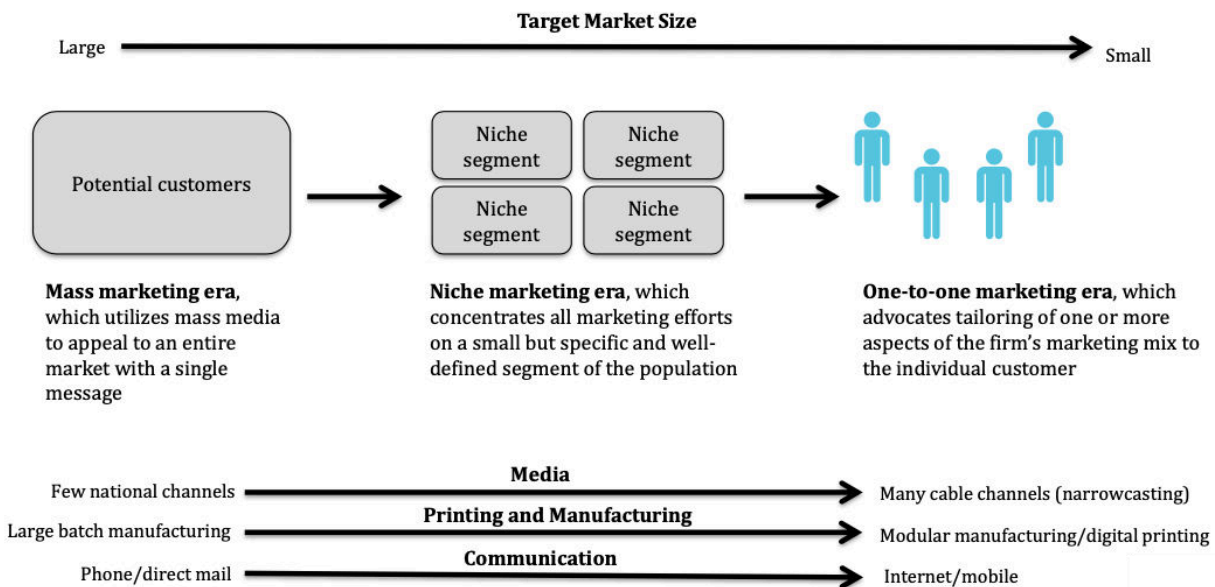 Target Market Size
Large
Small
Potential customers
Niche
segment
Niche
segment
Niche
segment
Niche
segment
Mass marketing era,
which utilizes mass media
to appeal to an entire
market with a single
message
Niche marketing era, which
concentrates all marketing efforts
on a small but specific and well-
defined segment of the population
One-to-one marketing era, which
advocates tailoring of one or more
aspects of the firm’s marketing mix to
the individual customer
Media
Few national channels
Many cable channels (narrowcasting)
Printing and Manufacturing
Large batch manufacturing
Modular manufacturing/digital printing
Communication
Phone/direct mail
Internet/mobile